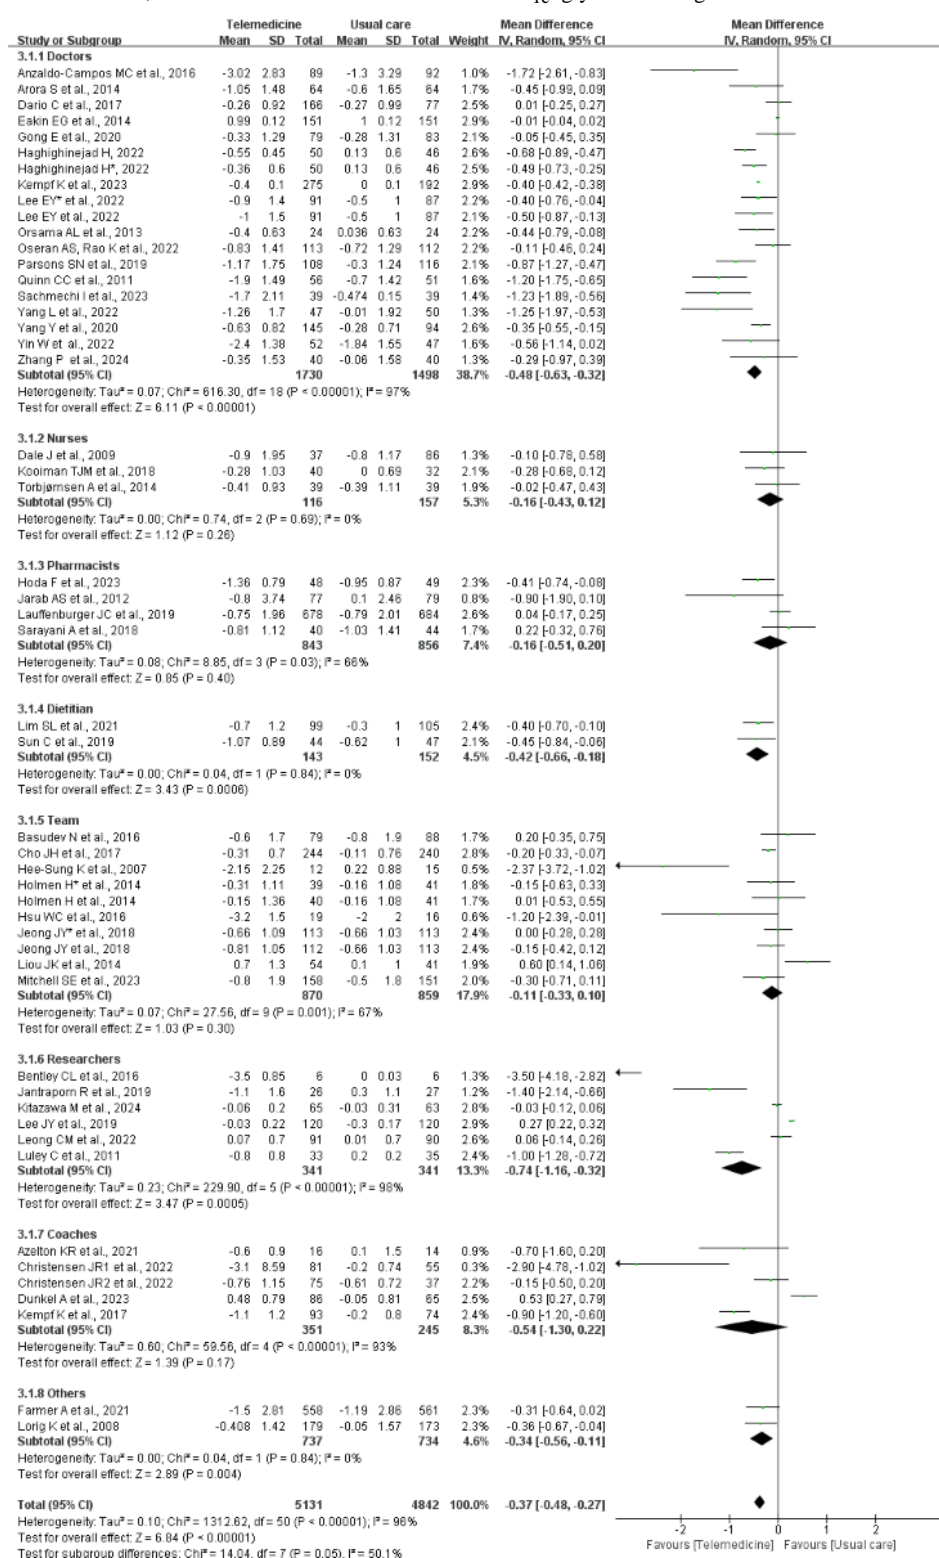 Telemedicine Usual care Mean Difference Mean Difference
Study or Subgroup Mean SD Total Mean SD Total Weight IV, Random, 95% CI IV, Random, 95% CI
3.1.1 Doctors
Anzaldo-Campos MC et al., 2016 -3.02 2.83 89 -1.3 3.29 92 1.0% -1.72 [-2.61, -0.83]
Arora S et al., 2014 -1.05 1.48 64 -0.6 1.65 64 1.8% -0.45 [-0.99, 0.09]
Dario C et al., 2017 -0.26 0.92 166 -0.27 0.99 77 2.5% 0.01 [-0.25, 0.27]
Eakin EG et al., 2014 0.99 0.12 151 1 0.12 151 2.9% -0.01 [-0.04, 0.02]
Gong E et al., 2020 -0.33 1.29 79 -0.28 1.31 83 2.1% -0.05 [-0.45, 0.35]
Haghighinejad H, 2022 -0.55 0.45 50 0.13 0.6 46 2.6% -0.68 [-0.89, -0.47]
Haghighinejad H*, 2022 -0.36 0.6 50 0.13 0.6 46 2.6% -0.49 [-0.73, -0.25]
Kempf K et al., 2023 -0.4 0.1 275 0 0.1 192 2.9% -0.40 [-0.42, -0.38]
Lee EY* et al., 2022 -0.9 1.4 91 -0.5 1 87 2.2% -0.40 [-0.76, -0.04]
Lee EY et al., 2022 -1 1.5 91 -0.5 1 87 2.2% -0.50 [-0.87, -0.13]
Orsama AL et al., 2013 -0.4 0.63 24 0.036 0.63 24 2.2% -0.44 [-0.79, -0.08]
Oseran AS, Rao K et al., 2022 -0.83 1.41 113 -0.72 1.29 112 2.2% -0.11 [-0.46, 0.24]
Parsons SN et al., 2019 -1.17 1.75 108 -0.3 1.24 116 2.1% -0.87 [-1.27, -0.47]
Quinn CC et al., 2011 -1.9 1.49 56 -0.7 1.42 51 1.7% -1.20 [-1.75, -0.65]
Sachmechi I et al., 2023 -1.7 2.11 39 -0.474 0.15 39 1.4% -1.23 [-1.89, -0.56]
Yang L et al., 2022 -1.26 1.7 47 -0.01 1.92 50 1.3% -1.25 [-1.97, -0.53]
Yang Y et al., 2020 -0.63 0.82 145 -0.28 0.71 94 2.6% -0.35 [-0.55, -0.15]
Yin W et al., 2022 -2.4 1.38 52 -1.84 1.55 47 1.6% -0.56 [-1.14, 0.02]
Zhang P et al., 2024 -0.35 1.53 40 -0.06 1.58 40 1.4% -0.29 [-0.97, 0.39]
Subtotal (95% CI) 1730 1498 38.7% -0.48 [-0.63, -0.32]
Heterogeneity: Tau² = 0.07; Chi² = 616.30, df = 18 (P < 0.00001); I² = 97%
Test for overall effect: Z = 6.11 (P < 0.00001)
3.1.2 Nurses
Dale J et al., 2009 -0.9 1.95 37 -0.8 1.17 86 1.3% -0.10 [-0.78, 0.58]
Kooiman TJM et al., 2018 -0.28 1.03 40 0 0.69 32 2.1% -0.28 [-0.68, 0.12]
Torbjørnsen A et al., 2014 -0.41 0.93 39 -0.39 1.11 39 1.9% -0.02 [-0.47, 0.43]
Subtotal (95% CI) 116 157 5.3% -0.16 [-0.43, 0.12]
Heterogeneity: Tau² = 0.00; Chi² = 0.74, df = 2 (P = 0.69); I² = 0%
Test for overall effect: Z = 1.12 (P = 0.26)
3.1.3 Pharmacists
Hoda F et al., 2023 -1.36 0.79 48 -0.95 0.87 49 2.3% -0.41 [-0.74, -0.08]
Jarab AS et al., 2012 -0.8 3.74 77 0.1 2.46 79 0.8% -0.90 [-1.90, 0.10]
Lauffenburger JC et al., 2019 -0.75 1.96 678 -0.79 2.01 684 2.6% 0.04 [-0.17, 0.25]
Sarayani A et al., 2018 -0.81 1.12 40 -1.03 1.41 44 1.7% 0.22 [-0.32, 0.76]
Subtotal (95% CI) 843 856 7.4% -0.16 [-0.51, 0.20]
Heterogeneity: Tau² = 0.08; Chi² = 8.85, df = 3 (P = 0.03); I² = 66%
Test for overall effect: Z = 0.85 (P = 0.40)
3.1.4 Dietitian
Lim SL et al., 2021 -0.7 1.2 99 -0.3 1 105 2.4% -0.40 [-0.70, -0.10]
Sun C et al., 2019 -1.07 0.89 44 -0.62 1 47 2.1% -0.45 [-0.84, -0.06]
Subtotal (95% CI) 143 152 4.5% -0.42 [-0.66, -0.18]
Heterogeneity: Tau² = 0.00; Chi² = 0.04, df = 1 (P = 0.84); I² = 0%
Test for overall effect: Z = 3.43 (P = 0.0006)
3.1.5 Team
Basudev N et al., 2016 -0.6 1.7 79 -0.8 1.9 88 1.7% 0.20 [-0.35, 0.75]
Cho JH et al., 2017 -0.31 0.7 244 -0.11 0.76 240 2.8% -0.20 [-0.33, -0.07]
Hee-Sung K et al., 2007 -2.15 2.25 12 0.22 0.88 15 0.5% -2.37 [-3.72, -1.02]
Holmen H* et al., 2014 -0.31 1.11 39 -0.16 1.08 41 1.8% -0.15 [-0.63, 0.33]
Holmen H et al., 2014 -0.15 1.36 40 -0.16 1.08 41 1.8% 0.01 [-0.53, 0.55]
Hsu WC et al., 2016 -3.2 1.5 19 -2 2 16 0.6% -1.20 [-2.39, -0.01]
Jeong JY* et al., 2018 -0.66 1.09 113 -0.66 1.03 113 2.4% 0.00 [-0.28, 0.28]
Jeong JY et al., 2018 -0.81 1.05 112 -0.66 1.03 113 2.4% -0.15 [-0.42, 0.12]
Liou JK et al., 2014 0.7 1.3 54 0.1 1 41 1.9% 0.60 [0.14, 1.06]
Mitchell SE et al., 2023 -0.8 1.9 158 -0.5 1.8 151 2.0% -0.30 [-0.71, 0.11]
Subtotal (95% CI) 870 859 17.9% -0.11 [-0.33, 0.10]
Heterogeneity: Tau² = 0.07; Chi² = 27.56, df = 9 (P = 0.001); I² = 67%
Test for overall effect: Z = 1.03 (P = 0.30)
3.1.6 Researchers
Bentley CL et al., 2016 -3.5 0.85 6 0 0.03 6 1.3% -3.50 [-4.18, -2.82]
Jantraporn R et al., 2019 -1.1 1.6 26 0.3 1.1 27 1.2% -1.40 [-2.14, -0.66]
Kitazawa M et al., 2024 -0.06 0.2 65 -0.03 0.31 63 2.8% -0.03 [-0.12, 0.06]
Lee JY et al., 2019 -0.03 0.22 120 -0.3 0.17 120 2.9% 0.27 [0.22, 0.32]
Leong CM et al., 2022 0.07 0.7 91 0.01 0.7 90 2.6% 0.06 [-0.14, 0.26]
Luley C et al., 2011 -0.8 0.8 33 0.2 0.2 35 2.4% -1.00 [-1.28, -0.72]
Subtotal (95% CI) 341 341 13.3% -0.74 [-1.16, -0.32]
Heterogeneity: Tau² = 0.23; Chi² = 229.90, df = 5 (P < 0.00001); I² = 98%
Test for overall effect: Z = 3.47 (P = 0.0005)
3.1.7 Coaches
Azelton KR et al., 2021 -0.6 0.9 16 0.1 1.5 14 0.9% -0.70 [-1.60, 0.20]
Christensen JR1 et al., 2022 -3.1 8.59 81 -0.2 0.74 55 0.3% -2.90 [-4.78, -1.02]
Christensen JR2 et al., 2022 -0.76 1.15 75 -0.61 0.72 37 2.2% -0.15 [-0.50, 0.20]
Dunkel A et al., 2023 0.48 0.79 86 -0.05 0.81 65 2.5% 0.53 [0.27, 0.79]
Kempf K et al., 2017 -1.1 1.2 93 -0.2 0.8 74 2.4% -0.90 [-1.20, -0.60]
Subtotal (95% CI) 351 245 8.3% -0.54 [-1.30, 0.22]
Heterogeneity: Tau² = 0.60; Chi² = 59.56, df = 4 (P < 0.00001); I² = 93%
Test for overall effect: Z = 1.39 (P = 0.17)
3.1.8 Others
Farmer A et al., 2021 -1.5 2.81 558 -1.19 2.86 561 2.3% -0.31 [-0.64, 0.02]
Lorig K et al., 2008 -0.408 1.42 179 -0.05 1.57 173 2.3% -0.36 [-0.67, -0.04]
Subtotal (95% CI) 737 734 4.6% -0.34 [-0.56, -0.11]
Heterogeneity: Tau² = 0.00; Chi² = 0.04, df = 1 (P = 0.84); I² = 0%
Test for overall effect: Z = 2.89 (P = 0.004)
Total (95% CI) 5131 4842 100.0% -0.37 [-0.48, -0.27]
Heterogeneity: Tau² = 0.10; Chi² = 1312.62, df = 50 (P < 0.00001); I² = 96%
Test for overall effect: Z = 6.84 (P < 0.00001)
Test for subgroup differences: Chi² = 14.04, df = 7 (P = 0.05), I² = 50.1%
-2 -1 0 1 2
Favours [Telemedicine] Favours [Usual care]